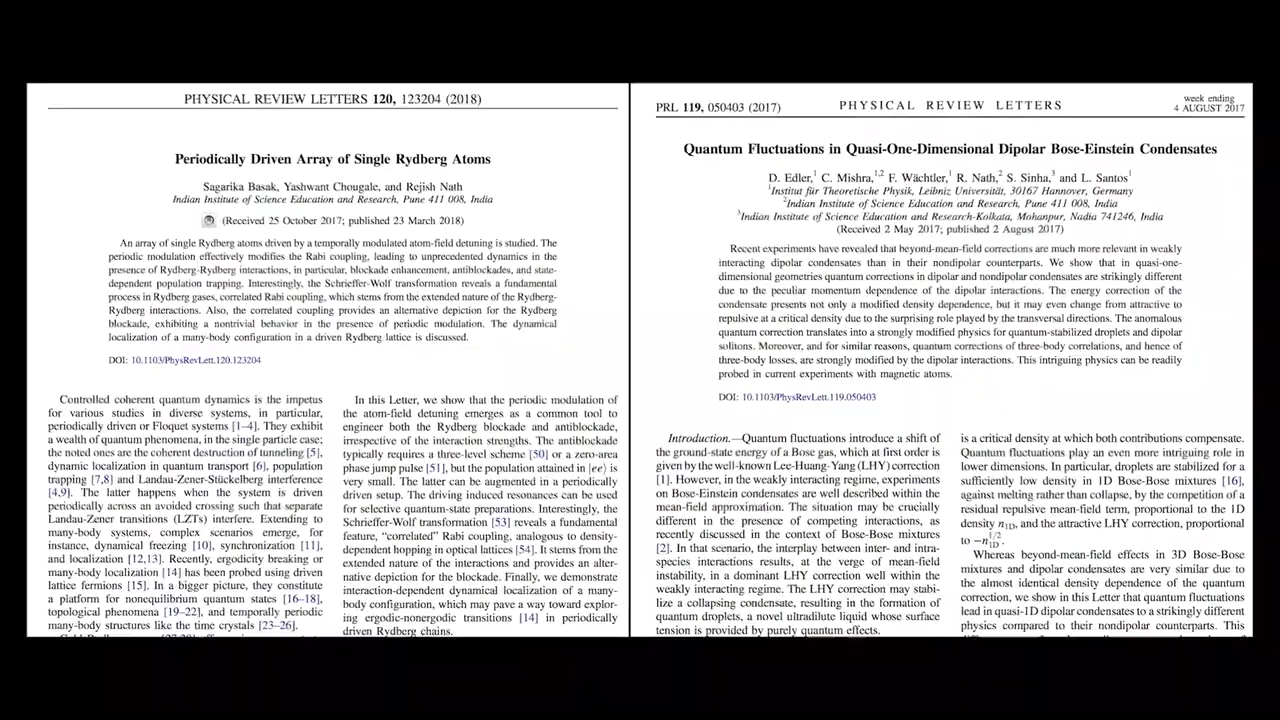 PHYSICAL REVIEW LETTERS 120, 123204 (2018)
Periodically Driven Array of Single Rydberg Atoms
Sagarika Basak, Yashwant Chougale, and Rejish Nath
Indian Institute of Science Education and Research, Pune 411 008, India
(Received 25 October 2017; published 23 March 2018)
An array of single Rydberg atoms driven by a temporally modulated atom-field detuning is studied. The
periodic modulation effectively modifies the Rabi coupling, leading to unprecedented dynamics in the
presence of Rydberg-Rydberg interactions, in particular, blockade enhancement, antiblockades, and state-
dependent population trapping. Interestingly, the Schrieffer-Wolf transformation reveals a fundamental
process in Rydberg gases, correlated Rabi coupling, which stems from the extended nature of the Rydberg-
Rydberg interactions. Also, the correlated coupling provides an alternative depiction for the Rydberg
blockade, exhibiting a nontrivial behavior in the presence of periodic modulation. The dynamical
localization of a many-body configuration in a driven Rydberg lattice is discussed.
DOI: 10.1103/PhysRevLett.120.123204
Controlled coherent quantum dynamics is the impetus
for various studies in diverse systems, in particular,
periodically driven or Floquet systems [1–4]. They exhibit
a wealth of quantum phenomena, in the single particle case;
the noted ones are the coherent destruction of tunneling [5],
dynamic localization in quantum transport [6], population
trapping [7,8] and Landau-Zener-Stückelberg interference
[4,9]. The latter happens when the system is driven
periodically across an avoided crossing such that separate
Landau-Zener transitions (LZTs) interfere. Extending to
many-body systems, complex scenarios emerge, for
instance, dynamical freezing [10], synchronization [11],
and localization [12,13]. Recently, ergodicity breaking or
many-body localization [14] has been probed using driven
lattice fermions [15]. In a bigger picture, they constitute
a platform for nonequilibrium quantum states [16–18],
topological phenomena [19–22], and temporally periodic
many-body structures like the time crystals [23–26].
In this Letter, we show that the periodic modulation of
the atom-field detuning emerges as a common tool to
engineer both the Rydberg blockade and antiblockade,
irrespective of the interaction strengths. The antiblockade
typically requires a three-level scheme [50] or a zero-area
phase jump pulse [51], but the population attained in |ee⟩ is
very small. The latter can be augmented in a periodically
driven setup. The driving induced resonances can be used
for selective quantum-state preparations. Interestingly, the
Schrieffer-Wolf transformation [53] reveals a fundamental
feature, “correlated” Rabi coupling, analogous to density-
dependent hopping in optical lattices [54]. It stems from the
extended nature of the interactions and provides an alter-
native depiction for the blockade. Finally, we demonstrate
interaction-dependent dynamical localization of a many-
body configuration, which may pave a way toward explor-
ing ergodic-nonergodic transitions [14] in periodically
driven Rydberg chains.
PRL 119, 050403 (2017)
PHYSICAL REVIEW LETTERS
week ending
4 AUGUST 2017
Quantum Fluctuations in Quasi-One-Dimensional Dipolar Bose-Einstein Condensates
D. Edler,1 C. Mishra,1,2 F. Wächtler,1 R. Nath,2 S. Sinha,3 and L. Santos1
1Institut für Theoretische Physik, Leibniz Universität, 30167 Hannover, Germany
2Indian Institute of Science Education and Research, Pune 411 008, India
3Indian Institute of Science Education and Research-Kolkata, Mohanpur, Nadia 741246, India
(Received 2 May 2017; published 2 August 2017)
Recent experiments have revealed that beyond-mean-field corrections are much more relevant in weakly
interacting dipolar condensates than in their nondipolar counterparts. We show that in quasi-one-
dimensional geometries quantum corrections in dipolar and nondipolar condensates are strikingly different
due to the peculiar momentum dependence of the dipolar interactions. The energy correction of the
condensate presents not only a modified density dependence, but it may even change from attractive to
repulsive at a critical density due to the surprising role played by the transversal directions. The anomalous
quantum correction translates into a strongly modified physics for quantum-stabilized droplets and dipolar
solitons. Moreover, and for similar reasons, quantum corrections of three-body correlations, and hence of
three-body losses, are strongly modified by the dipolar interactions. This intriguing physics can be readily
probed in current experiments with magnetic atoms.
DOI: 10.1103/PhysRevLett.119.050403
Introduction.—Quantum fluctuations introduce a shift of
the ground-state energy of a Bose gas, which at first order is
given by the well-known Lee-Huang-Yang (LHY) correction
[1]. However, in the weakly interacting regime, experiments
on Bose-Einstein condensates are well described within the
mean-field approximation. The situation may be crucially
different in the presence of competing interactions, as
recently discussed in the context of Bose-Bose mixtures
[2]. In that scenario, the interplay between inter- and intra-
species interactions results, at the verge of mean-field
instability, in a dominant LHY correction well within the
weakly interacting regime. The LHY correction may stabi-
lize a collapsing condensate, resulting in the formation of
quantum droplets, a novel ultradilute liquid whose surface
tension is provided by purely quantum effects.
is a critical density at which both contributions compensate.
Quantum fluctuations play an even more intriguing role in
lower dimensions. In particular, droplets are stabilized for a
sufficiently low density in 1D Bose-Bose mixtures [16],
against melting rather than collapse, by the competition of a
residual repulsive mean-field term, proportional to the 1D
density n1D, and the attractive LHY correction, proportional
to −n1D^1/2.
Whereas beyond-mean-field effects in 3D Bose-Bose
mixtures and dipolar condensates are very similar due to
the almost identical density dependence of the quantum
correction, we show in this Letter that quantum fluctuations
lead in quasi-1D dipolar condensates to a strikingly different
physics compared to their nondipolar counterparts. This